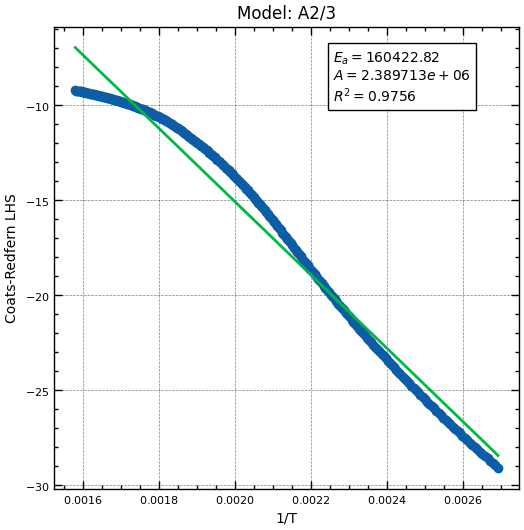 Model: A2/3
E_a = 160422.82
A = 2.389713e + 06
R² = 0.9756
−10
−15
−20
−25
−30
Coats-Redfern LHS
0.0016 0.0018 0.0020 0.0022 0.0024 0.0026
1/T